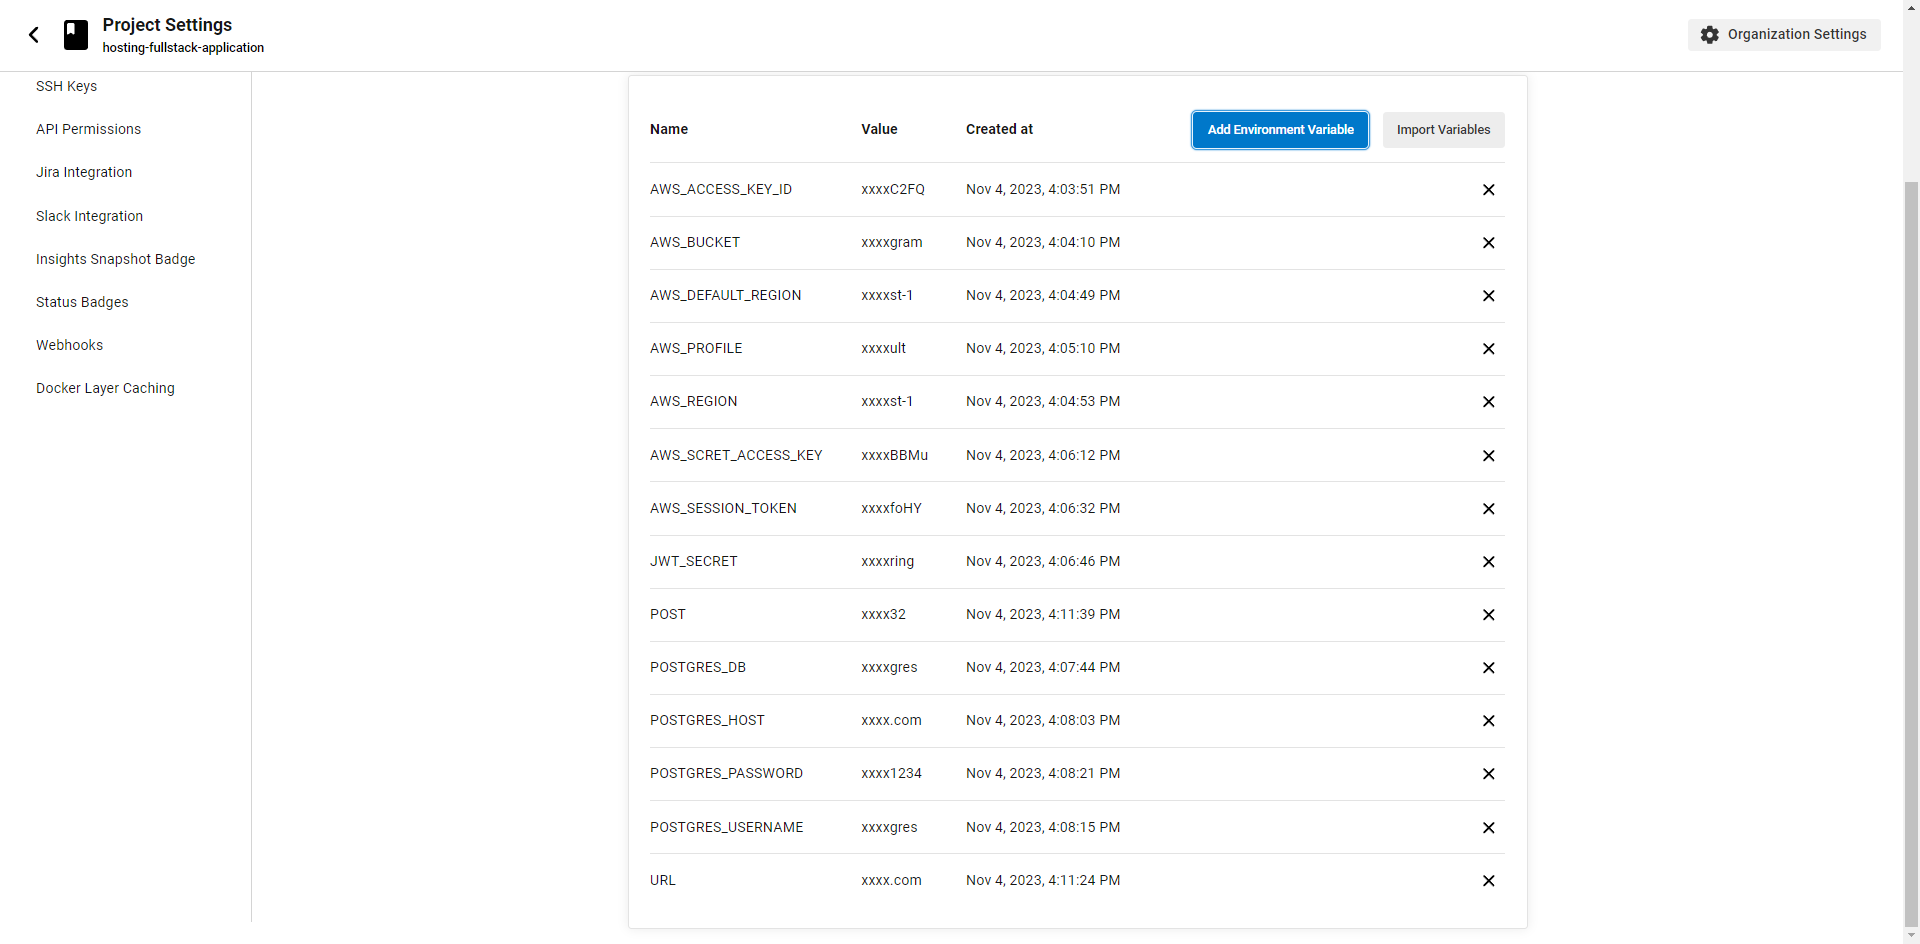 Project Settings
hosting-fullstack-application
Organization Settings
SSH Keys
API Permissions
Jira Integration
Slack Integration
Insights Snapshot Badge
Status Badges
Webhooks
Docker Layer Caching
Name Value Created at Add Environment Variable Import Variables
AWS_ACCESS_KEY_ID xxxxC2FQ Nov 4, 2023, 4:03:51 PM
AWS_BUCKET xxxxgram Nov 4, 2023, 4:04:10 PM
AWS_DEFAULT_REGION xxxxst-1 Nov 4, 2023, 4:04:49 PM
AWS_PROFILE xxxxult Nov 4, 2023, 4:05:10 PM
AWS_REGION xxxxst-1 Nov 4, 2023, 4:04:53 PM
AWS_SCRET_ACCESS_KEY xxxxBBMu Nov 4, 2023, 4:06:12 PM
AWS_SESSION_TOKEN xxxxfoHY Nov 4, 2023, 4:06:32 PM
JWT_SECRET xxxxring Nov 4, 2023, 4:06:46 PM
POST xxxx32 Nov 4, 2023, 4:11:39 PM
POSTGRES_DB xxxxgres Nov 4, 2023, 4:07:44 PM
POSTGRES_HOST xxxx.com Nov 4, 2023, 4:08:03 PM
POSTGRES_PASSWORD xxxx1234 Nov 4, 2023, 4:08:21 PM
POSTGRES_USERNAME xxxxgres Nov 4, 2023, 4:08:15 PM
URL xxxx.com Nov 4, 2023, 4:11:24 PM